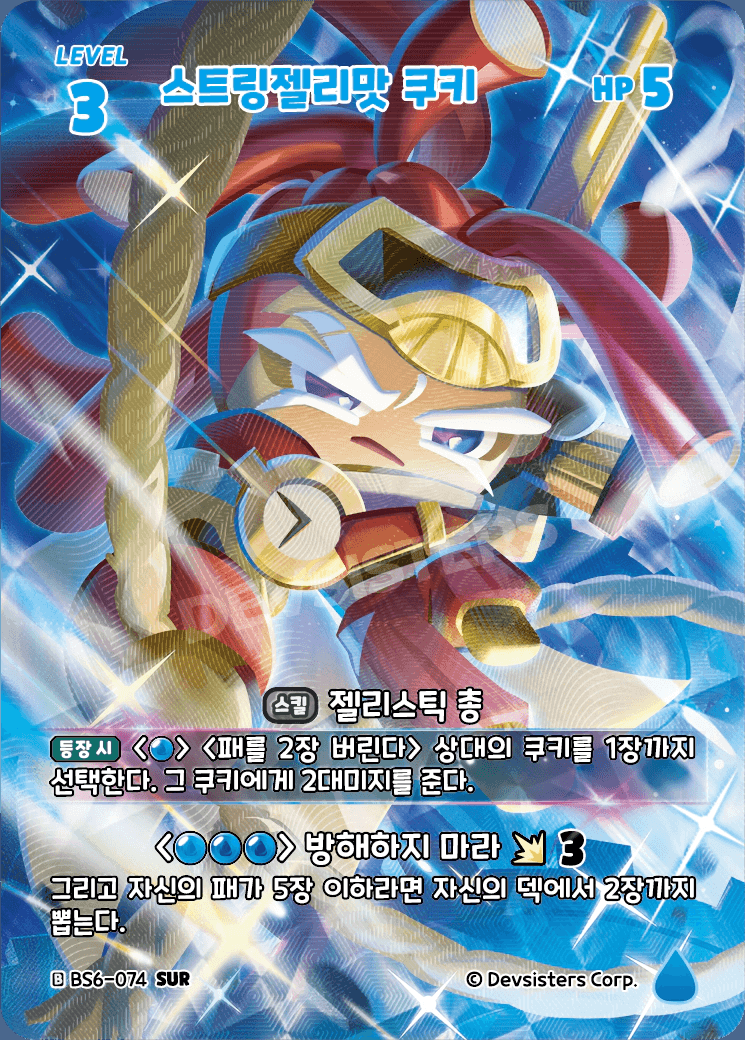 LEVEL
3
스트링젤리맛 쿠키
HP 5
DEVSISTERS
스킬 젤리스틱 총
등장 시 < > <패를 2장 버린다> 상대의 쿠키를 1장까지
선택한다. 그 쿠키에게 2대미지를 준다.
< > 방해하지 마라 3
그리고 자신의 패가 5장 이하라면 자신의 덱에서 2장까지
뽑는다.
B BS6-074 SUR
© Devsisters Corp.